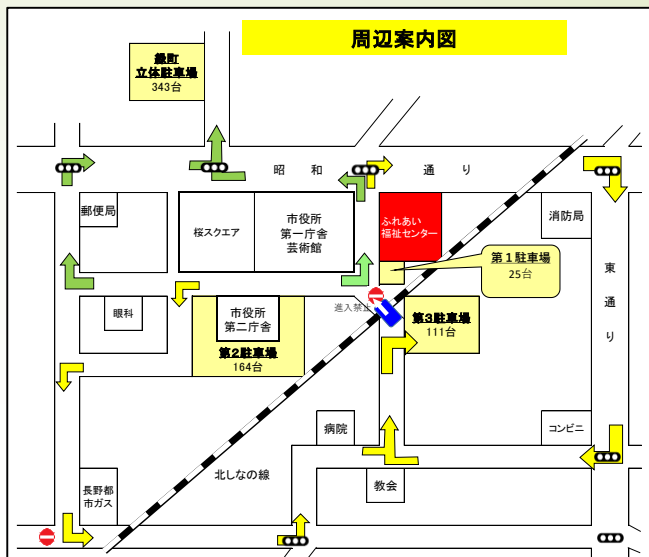 周辺案内図
緑町
立体駐車場
343台
昭和
通り
郵便局
桜スクエア
市役所
第一庁舎
芸術館
ふれあい
福祉センター
消防局
第1駐車場
25台
東通り
眼科
市役所
第二庁舎
進入禁止
第3駐車場
111台
第2駐車場
164台
病院
コンビニ
北しなの線
長野都
市ガス
教会